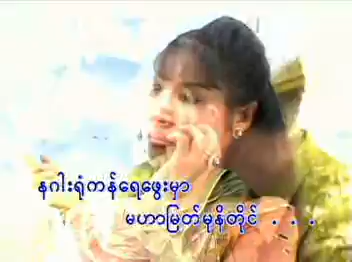 နဂါးရုံကန်ရေဖွေးမှာ
မဟာမြတ်မုနိတိုင် . . .